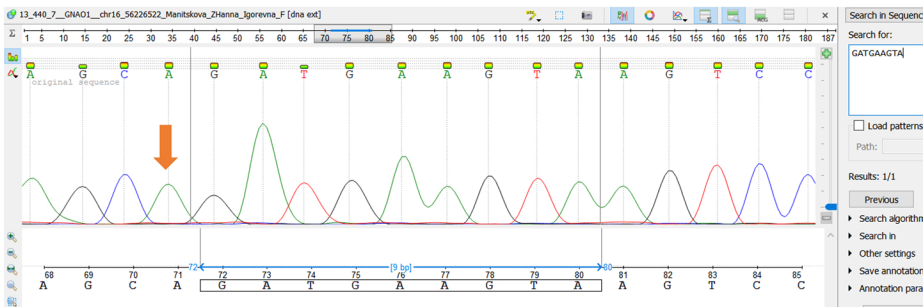 13_440_7__GNAO1__chr16_56226522_Manitskova_ZHanna_Igorevna_F [dna ext]
Search in Sequence
Σ 1 5 10 15 20 25 30 35 40 45 50 55 60 65 70 75 80 85 90 95 100 105 110 115 120 125 130 135 140 145 150 155 160 165 170 175 180 187
Search for:
GATGAAGTA
A G C A G A T G A A G T A A G T C C
original sequence
Load patterns
Path:
Results: 1/1
Previous
Search algorithm
Search in
Other settings
Save annotation
Annotation para
72 [9 bp] 80
68 69 70 71 72 73 74 75 76 77 78 79 80 81 82 83 84 85
A G C A G A T G A A G T A A G T C C